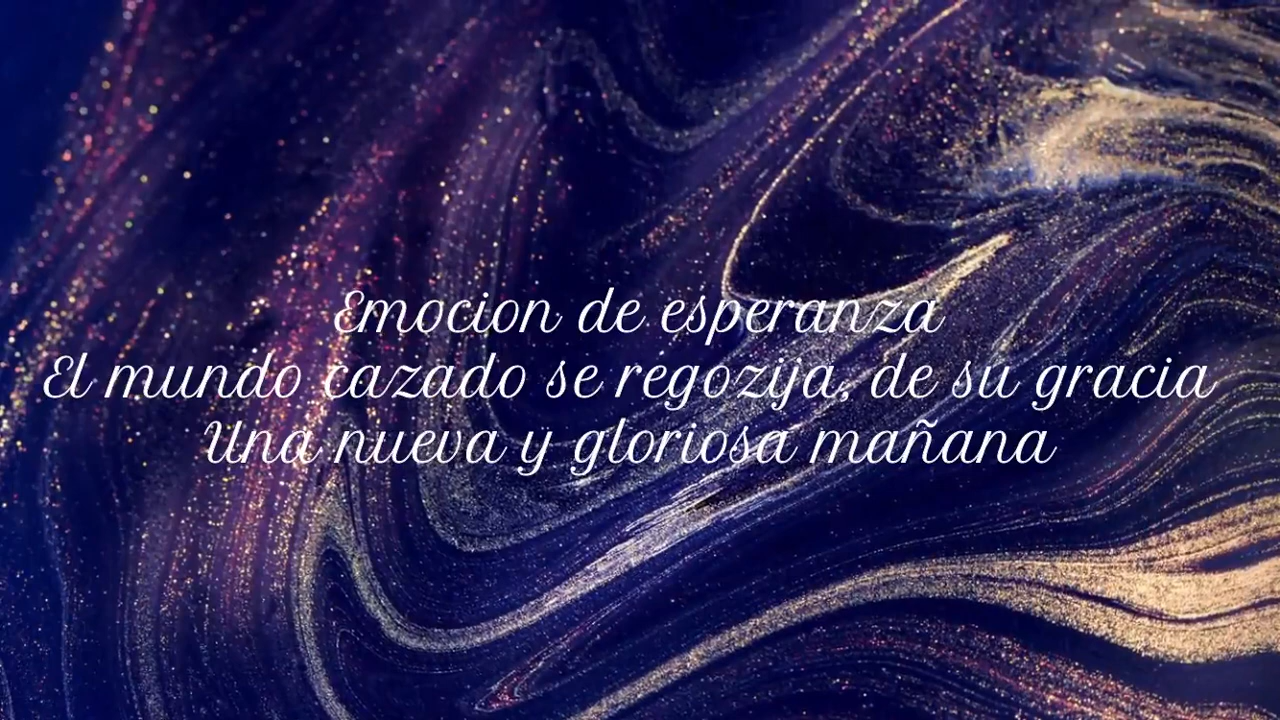 Emocion de esperanza
El mundo cazado se regozija, de su gracia
Una nueva y gloriosa mañana